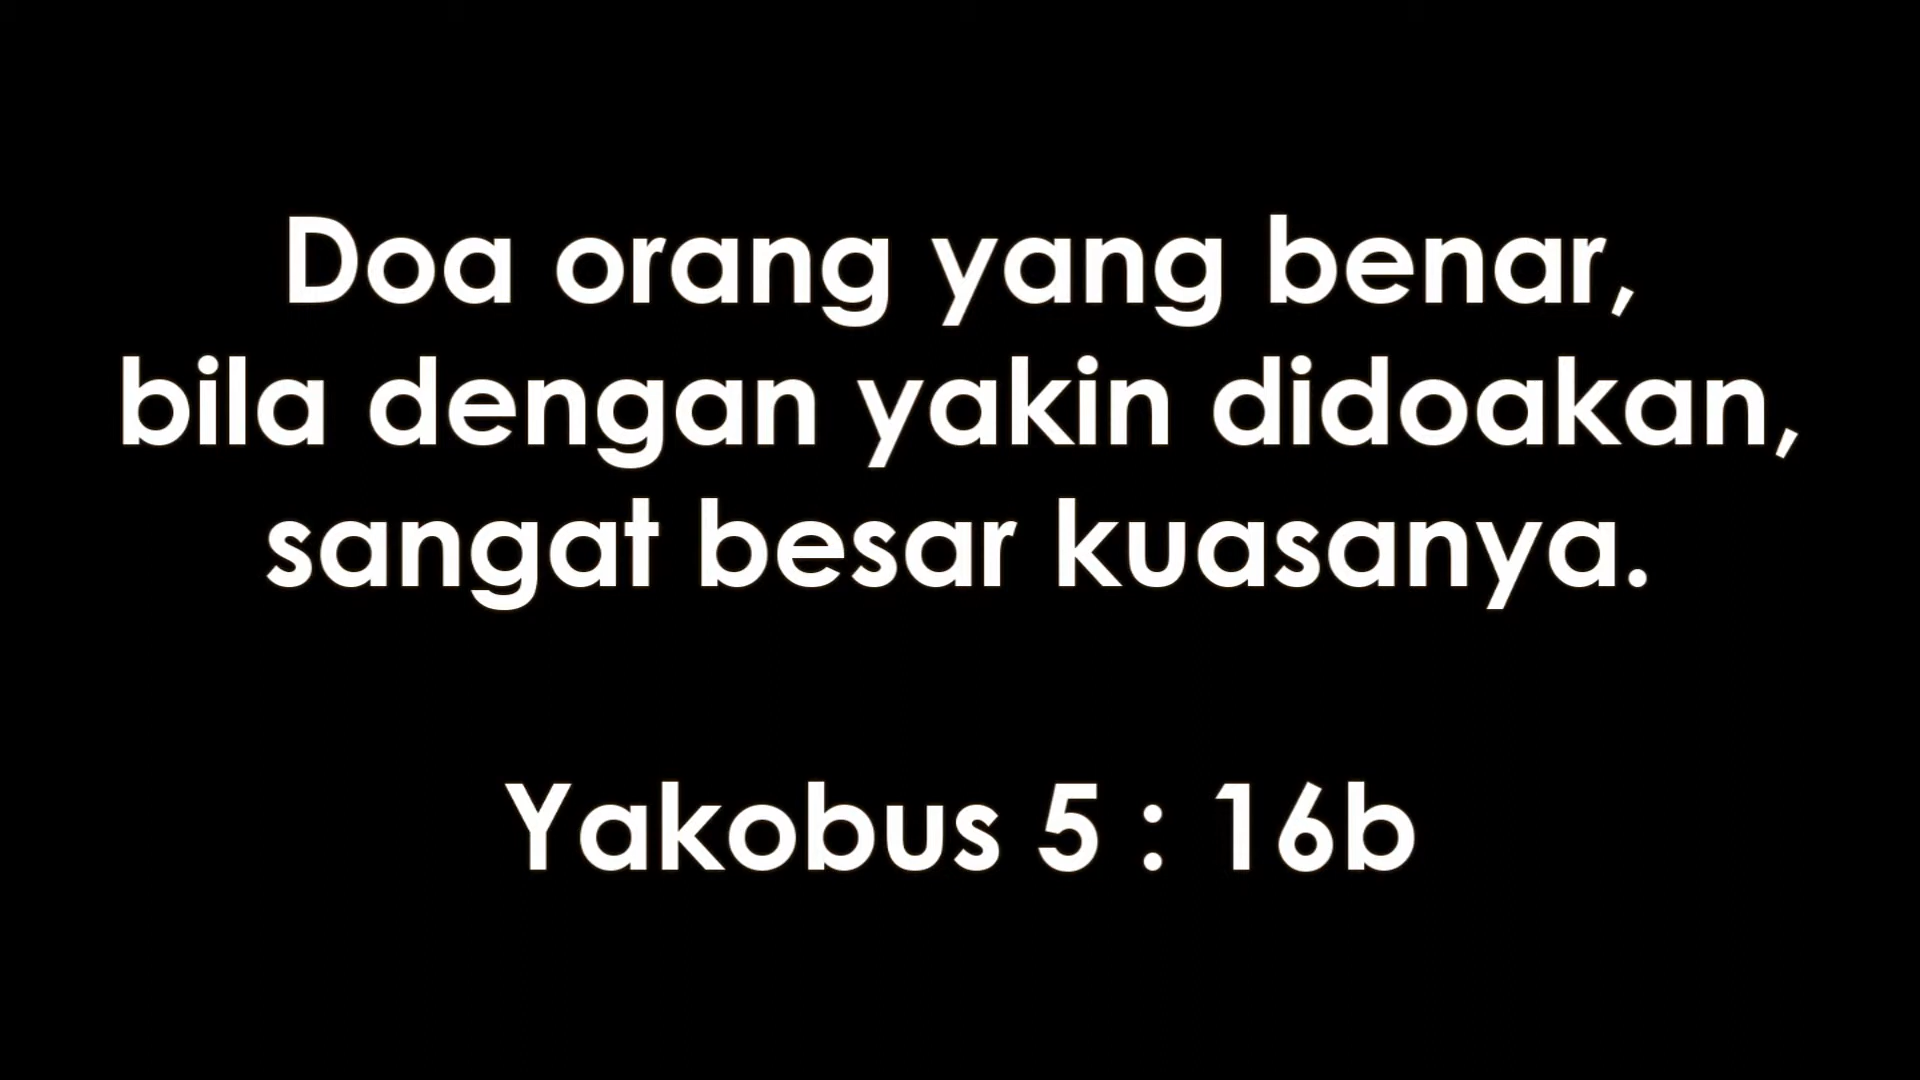 Doa orang yang benar,
bila dengan yakin didoakan,
sangat besar kuasanya.
Yakobus 5 : 16b